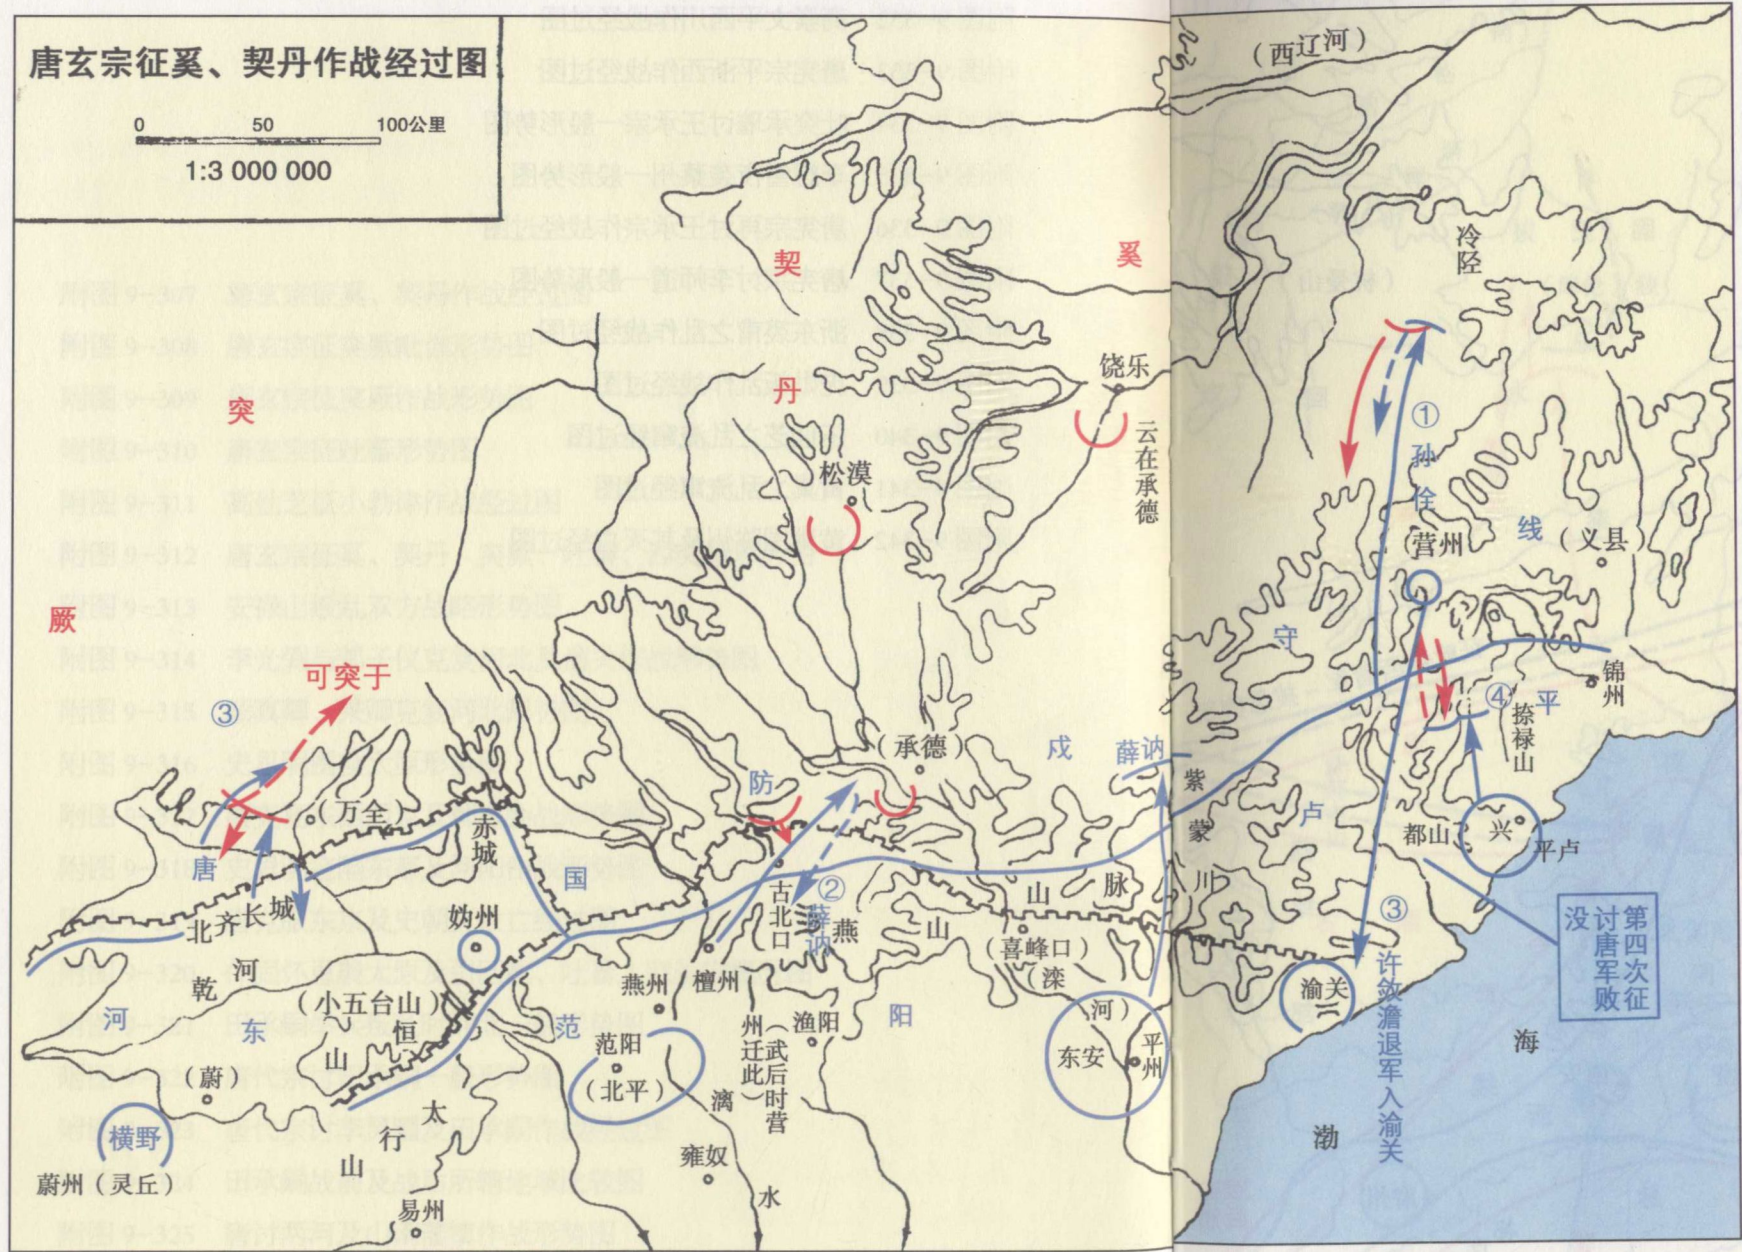 唐玄宗征奚、契丹作战经过图
0 50 100公里
1:3 000 000
（西辽河）
契
丹
奚
突
厥
冷陉
饶乐
云在承德
松漠
①
孙佺
（营州
（义县）
线
守
戍
防
国
唐
可突于
③
万全
赤城
北齐长城
（承德）
薛讷
紫蒙川
卢
平
④
捺禄山
锦州
都山
兴
平卢
②
薛讷
古北口
燕
山
山
脉
（喜峰口）
（滦
河）
东安
平州
渝关
③
许敛澹退军入渝关
第四次征
讨唐军败
没
渤
海
妫州
乾
河
（小五台山）
恒
山
河
东
（蔚）
横野
蔚州（灵丘）
太
行
山
易州
范
阳
燕州
檀州
范阳
（北平）
渔阳
（武后时营
州迁此）
漓
水
雍奴